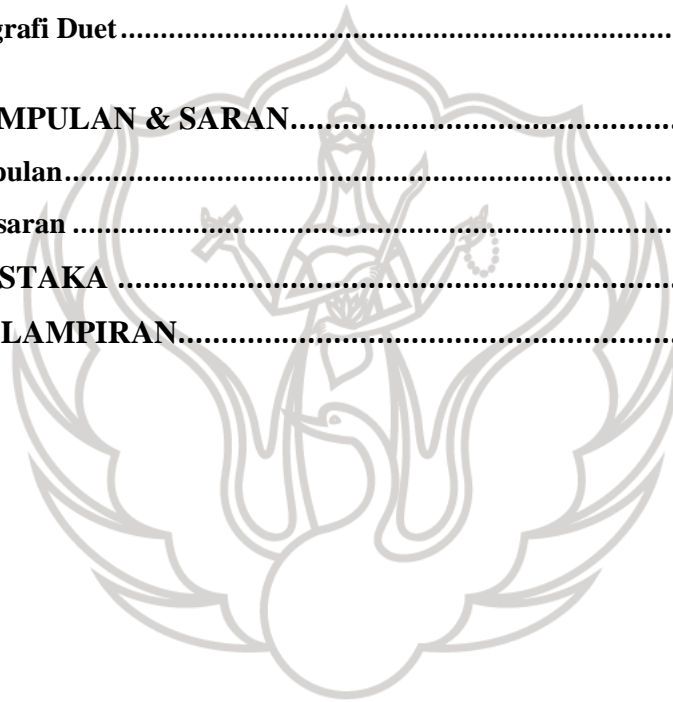 grafi Duet................................................................................
MPULAN & SARAN.......................................................
pulan.......................................................................................
saran .....................................................................................
STAKA ................................................................................
LAMPIRAN......................................................................